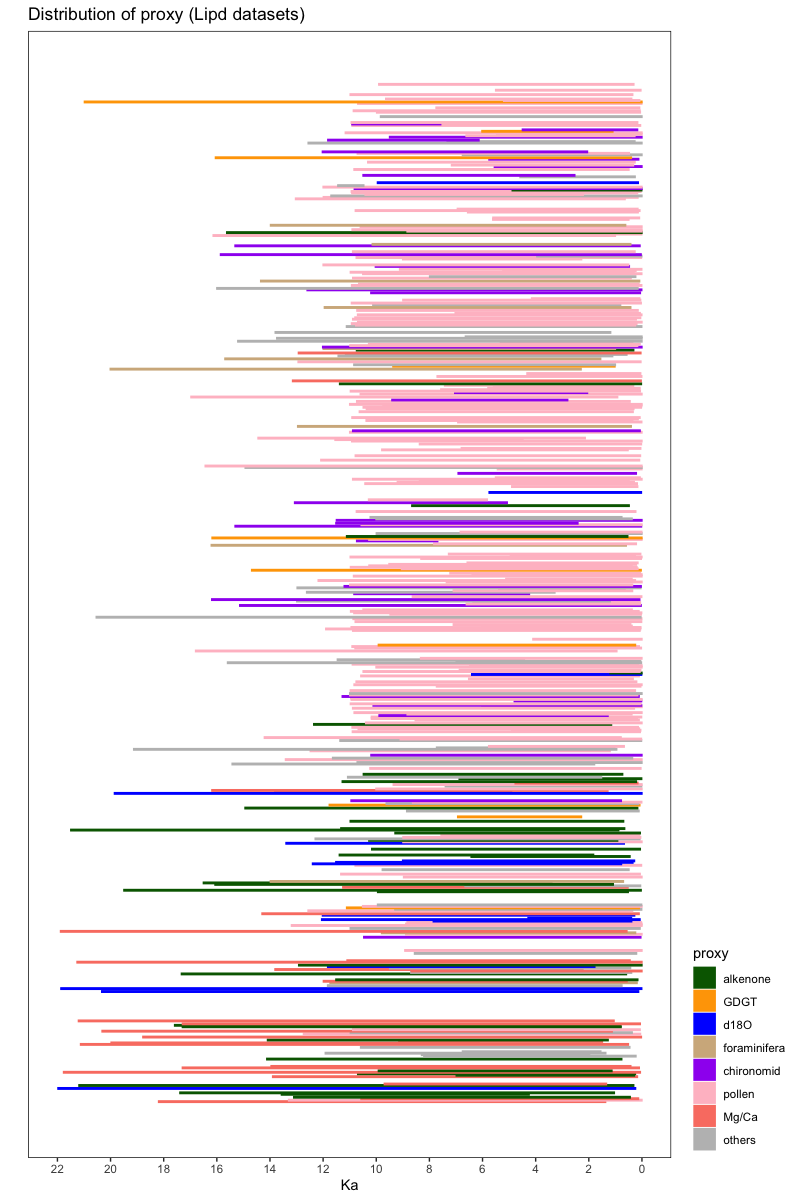 Distribution of proxy (Lipd datasets)
proxy
alkenone
GDGT
d18O
foraminifera
chironomid
pollen
Mg/Ca
others
22 20 18 16 14 12 10 8 6 4 2 0
Ka